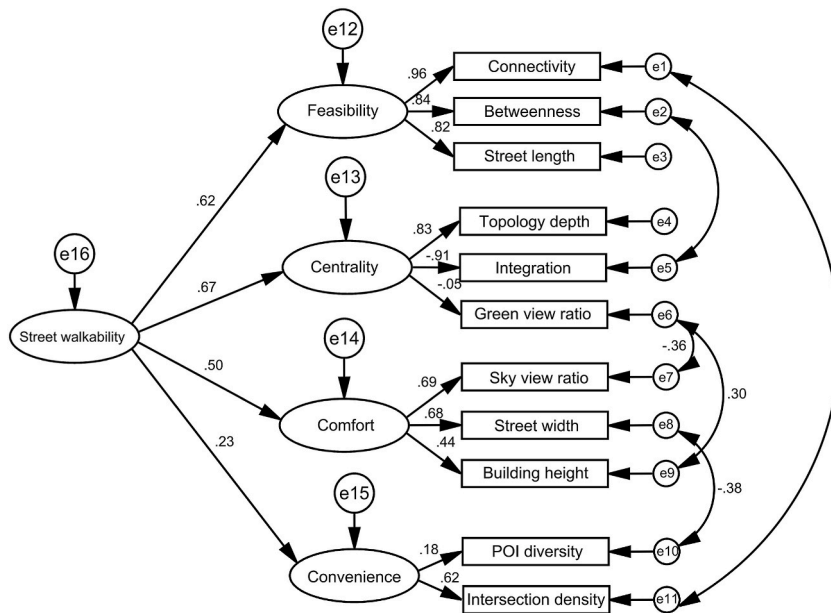 e12
Connectivity
e1
.96
.84
Feasibility
Betweenness
e2
.82
Street length
e3
e13
.62
.83
Topology depth
e4
e16
-.91
Centrality
Integration
e5
.67
-.05
Green view ratio
e6
Street walkability
e14
-.36
.50
.69
Sky view ratio
e7
.30
.68
Comfort
Street width
e8
.23
.44
Building height
e9
-.38
e15
.18
POI diversity
e10
Convenience
.62
Intersection density
e11